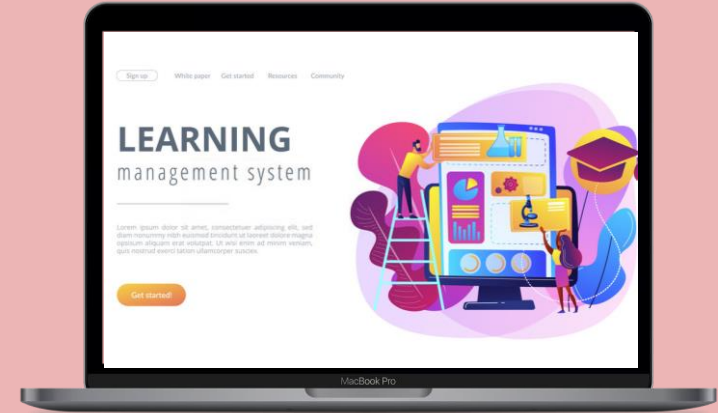 Sign up White paper Get started Resources Community
LEARNING
management system
Lorem ipsum dolor sit amet, consectetuer adipiscing elit, sed
diam nonummy nibh euismod tincidunt ut laoreet dolore magna
aliquam erat volutpat. Ut wisi enim ad minim veniam,
quis nostrud exerci tation ullamcorper suscipit
Get started!
MacBook Pro